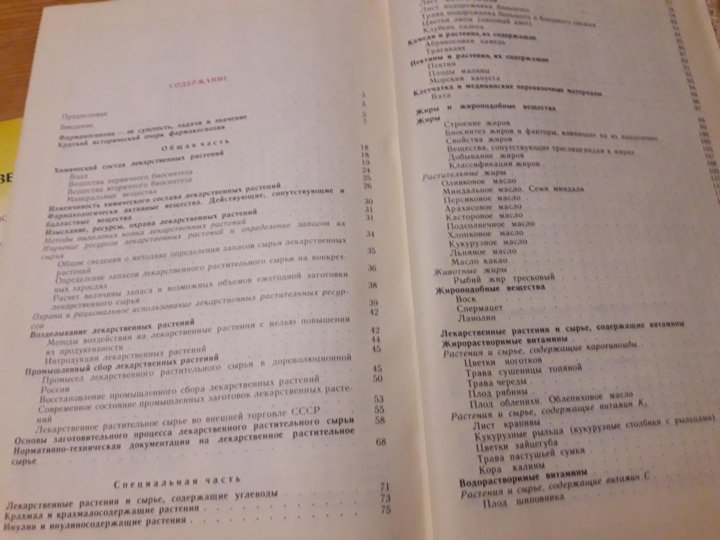 СОДЕРЖАНИЕ
Предисловие 3
Введение 5
Фармакогнозия — ее сущность, задачи и значение 5
Краткий исторический очерк фармакогнозии 7
Общая часть
Химический состав лекарственных растений 18
Вода 18
Вещества первичного биосинтеза 19
Вещества вторичного биосинтеза 24
Минеральные вещества 25
Изменчивость химического состава лекарственных растений 26
Фармакологически активные вещества. Действующие, сопутствующие и
балластные вещества 30
Изыскание, ресурсы, охрана лекарственных растений 31
Методы выявления новых лекарственных растений 31
Изучение ресурсов лекарственных растений и определение запасов их
сырья 34
Общие сведения о методике определения запасов сырья лекарственных
растений 35
Определение запасов лекарственного растительного сырья на конкрет-
ных зарослях 36
Расчет величины запаса и возможных объемов ежегодной заготовки
лекарственного сырья 38
Охрана и рациональное использование лекарственных растительных ресур-
сов 39
Возделывание лекарственных растений 42
Методы воздействия на лекарственные растения с целью повышения
их продуктивности 42
Интродукция лекарственных растений 44
Промышленный сбор лекарственных растений 45
Промысел лекарственного растительного сырья в дореволюционной
России 45
Восстановление промышленного сбора лекарственных растений 50
Современное состояние промышленных заготовок лекарственных расте-
ний 53
Лекарственное растительное сырье во внешней торговле СССР 55
Основы заготовительного процесса лекарственного растительного сырья 58
Нормативно-техническая документация на лекарственное растительное
сырье 68
Специальная часть
Лекарственные растения и сырье, содержащие углеводы 71
Крахмал и крахмалосодержащие растения 73
Инулин и инулиносодержащие растения 75
Лист подорожника большого
Трава подорожника большого и блошного свежая
Цветки липы (липовый цвет)
Клубень салепа
Камеди и растения, их содержащие
Абрикосовая камедь
Трагакант
Пектины и растения, их содержащие
Пектин
Плоды малины
Морская капуста
Клетчатка и медицинские перевязочные материалы
Вата
Жиры и жироподобные вещества
Жиры
Строение жиров
Биосинтез жиров и факторы, влияющие на их накопление
Свойства жиров
Вещества, сопутствующие триглицеридам в жирах
Добывание жиров
Классификация жиров
Растительные жиры
Оливковое масло
Миндальное масло. Семя миндаля
Персиковое масло
Арахисовое масло
Касторовое масло
Подсолнечное масло
Хлопковое масло
Кукурузное масло
Льняное масло
Масло какао
Животные жиры
Рыбий жир тресковый
Жироподобные вещества
Воск
Спермацет
Ланолин
Лекарственные растения и сырье, содержащие витамины
Жирорастворимые витамины
Растения и сырье, содержащие каротиноиды
Цветки ноготков
Трава сушеницы топяной
Трава череды
Плод рябины
Плод облепихи. Облепиховое масло
Растения и сырье, содержащие витамин К₁
Лист крапивы
Кукурузные рыльца (кукурузные столбики с рыльцами)
Цветки зайцегуба
Трава пастушьей сумки
Кора калины
Водорастворимые витамины
Растения и сырье, содержащие витамин С
Плод шиповника